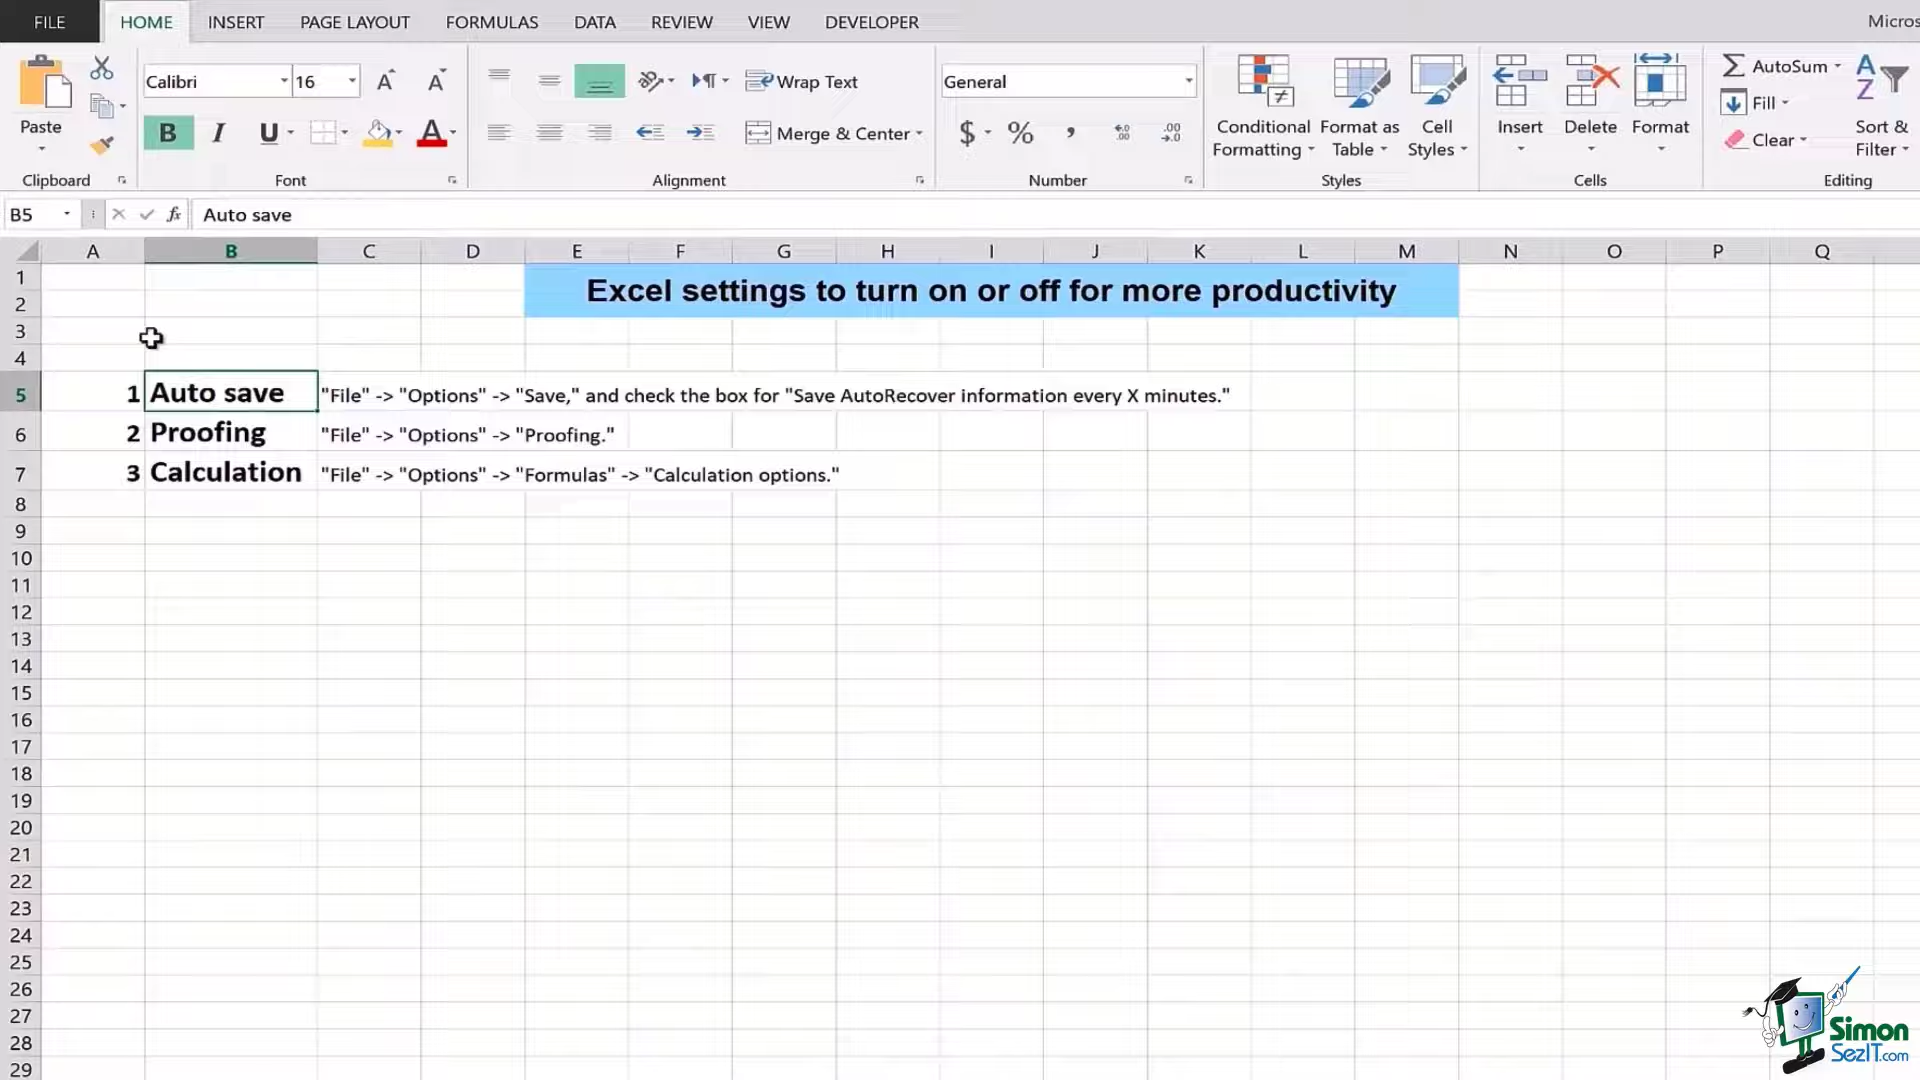 FILE HOME INSERT PAGE LAYOUT FORMULAS DATA REVIEW VIEW DEVELOPER Micros
Calibri 16 A A Wrap Text General AutoSum A Z
Paste B I U A Merge & Center $ % , Conditional Formatting Format as Table Cell Styles Insert Delete Format Fill Clear Sort & Filter
Clipboard Font Alignment Number Styles Cells Editing
B5 fx Auto save
A B C D E F G H I J K L M N O P Q
1 Excel settings to turn on or off for more productivity
2
3
4
5 1 Auto save "File" -> "Options" -> "Save," and check the box for "Save AutoRecover information every X minutes."
6 2 Proofing "File" -> "Options" -> "Proofing."
7 3 Calculation "File" -> "Options" -> "Formulas" -> "Calculation options."
8
9
10
11
12
13
14
15
16
17
18
19
20
21
22
23
24
25
26
27
28
29
Simon
SezIT.com